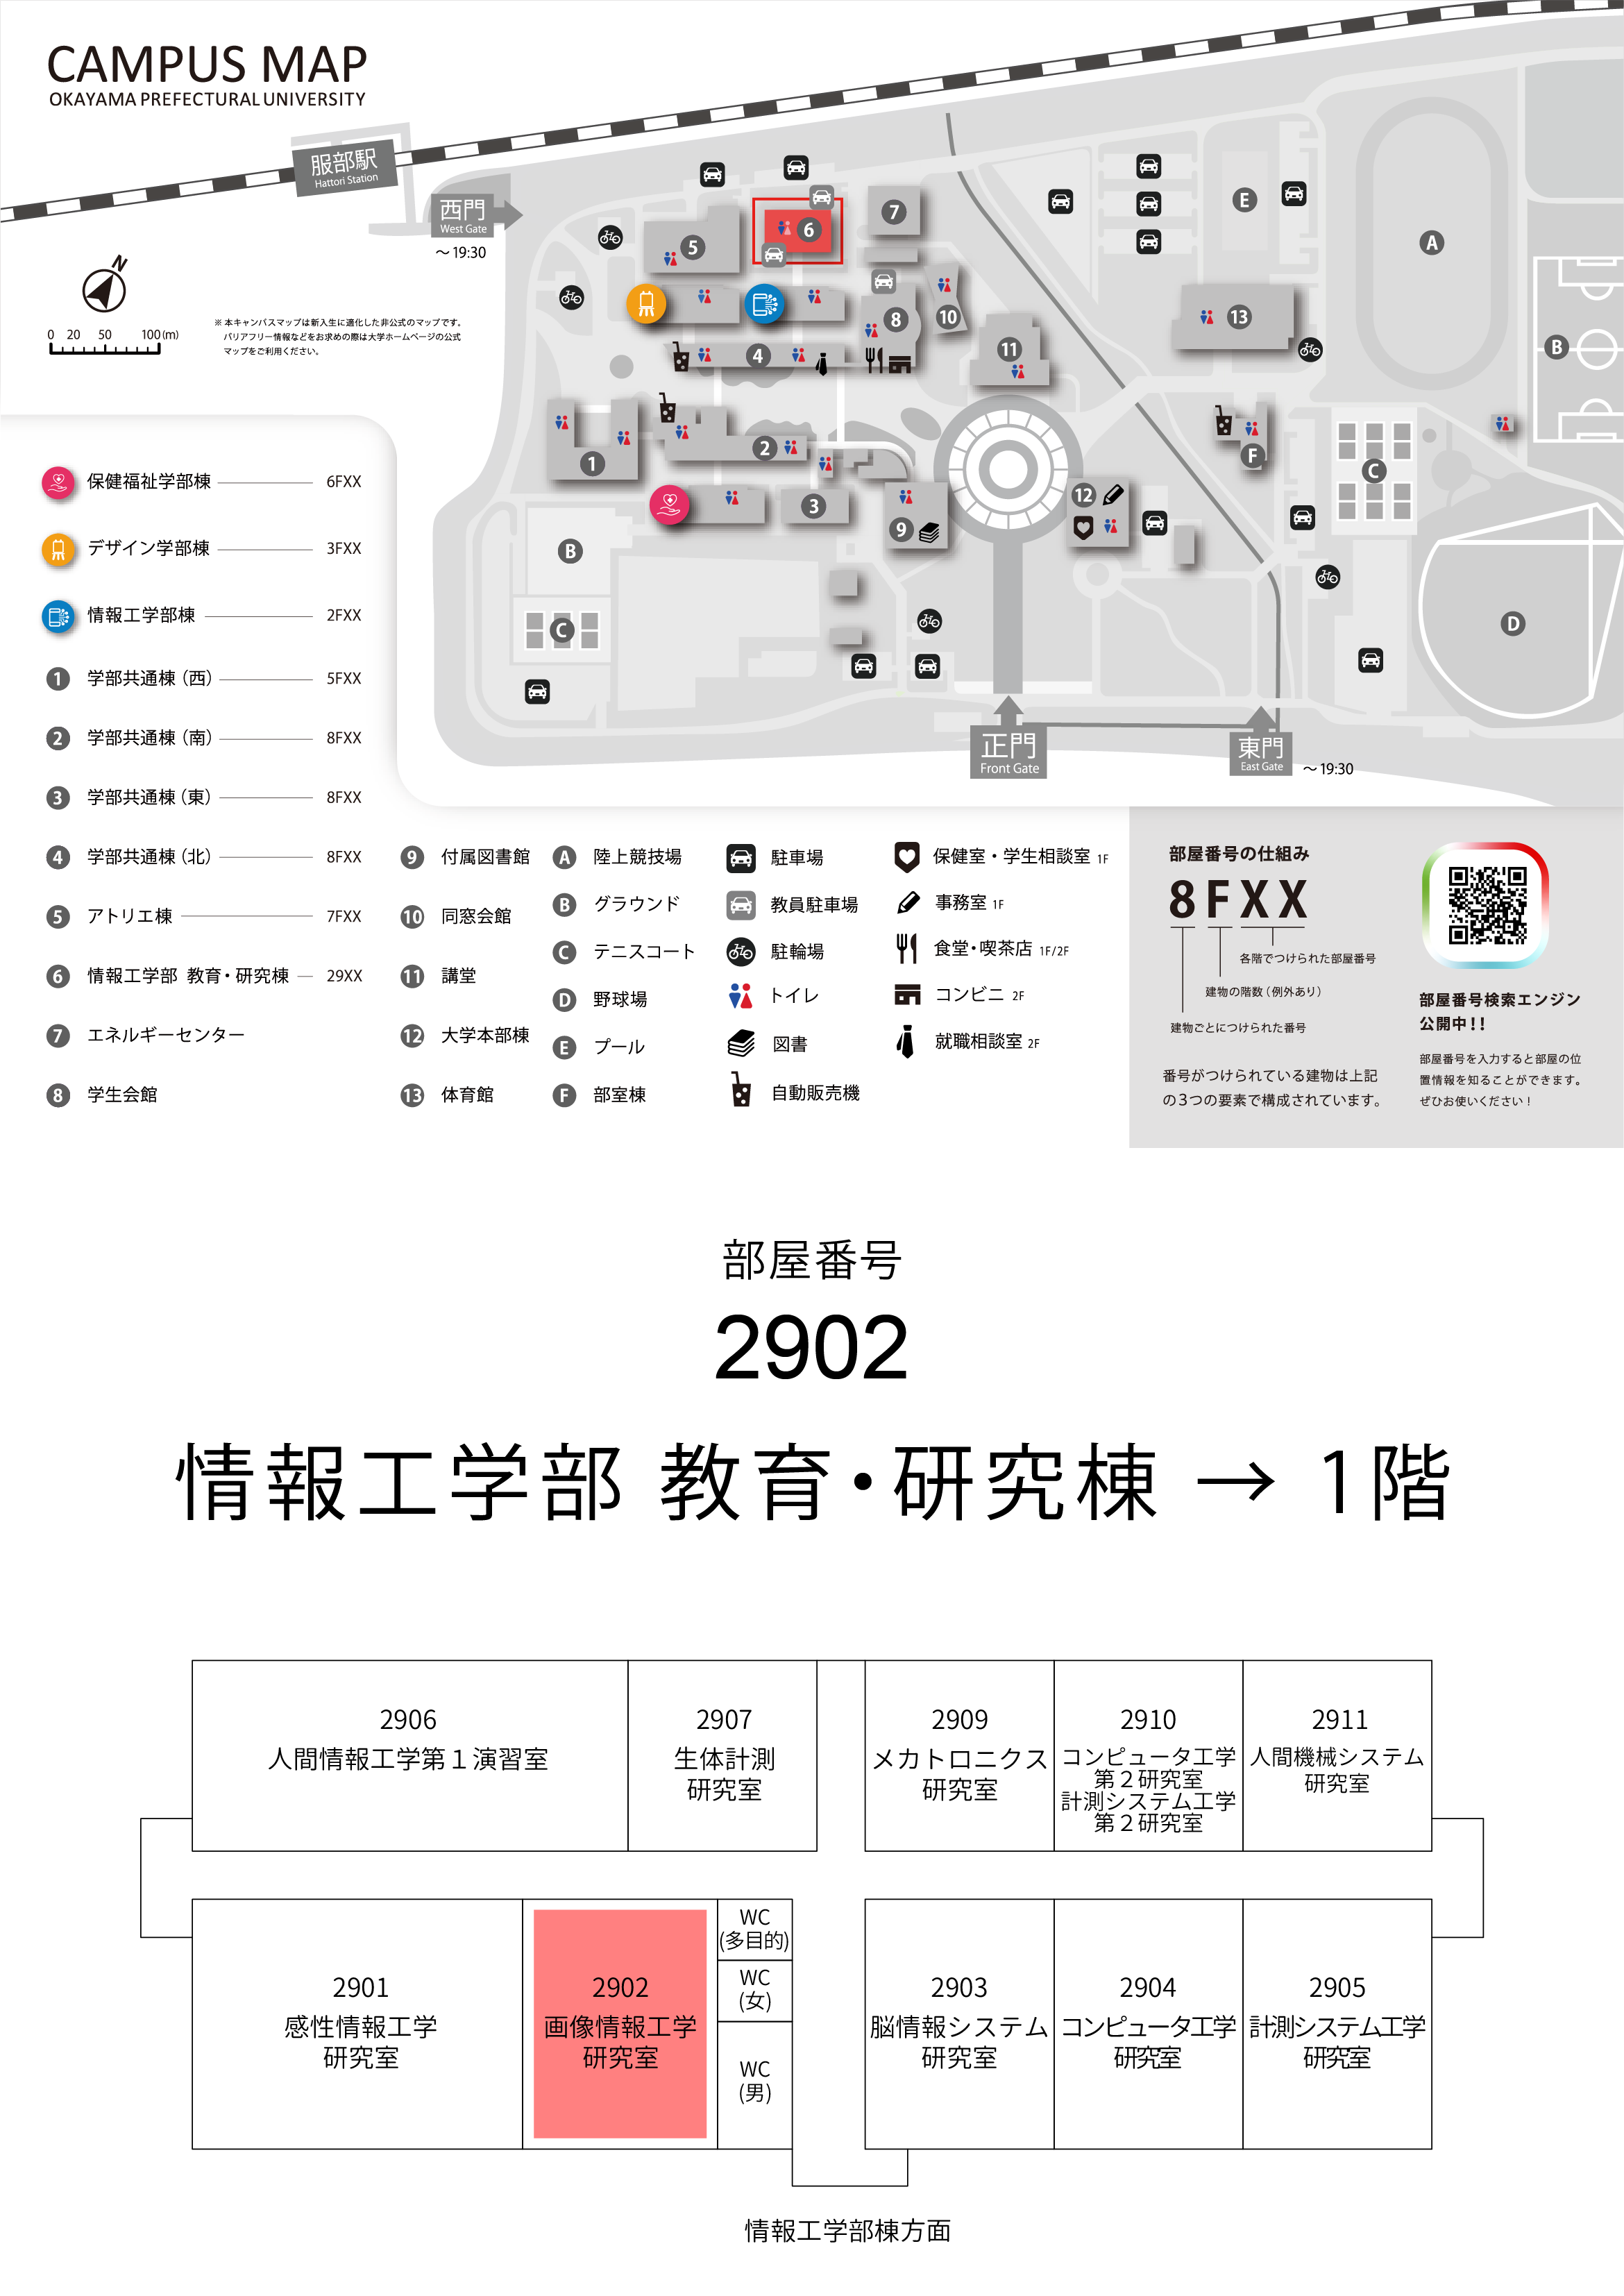 CAMPUS MAP
OKAYAMA PREFECTURAL UNIVERSITY
服部駅
Hattori Station
西門
West Gate
～19:30
N
0 20 50 100(m)
※ 本キャンパスマップは新入生に適化した非公式のマップです。
バリアフリー情報などをお求めの際は大学ホームページの公式
マップをご利用ください。
7
6
5
E
A
8
10
13
11
4
B
2
1
F
C
12
3
9
B
C
D
正門
Front Gate
東門
East Gate
～19:30
保健福祉学部棟 6FXX
デザイン学部棟 3FXX
情報工学部棟 2FXX
1 学部共通棟（西） 5FXX
2 学部共通棟（南） 8FXX
3 学部共通棟（東） 8FXX
4 学部共通棟（北） 8FXX
5 アトリエ棟 7FXX
6 情報工学部 教育・研究棟 29XX
7 エネルギーセンター
8 学生会館
9 付属図書館
10 同窓会館
11 講堂
12 大学本部棟
13 体育館
A 陸上競技場
B グラウンド
C テニスコート
D 野球場
E プール
F 部室棟
駐車場
教員駐車場
駐輪場
トイレ
図書
自動販売機
保健室・学生相談室 1F
事務室 1F
食堂・喫茶店 1F/2F
コンビニ 2F
就職相談室 2F
部屋番号の仕組み
8FXX
各階でつけられた部屋番号
建物の階数（例外あり）
建物ごとにつけられた番号
番号がつけられている建物は上記
の3つの要素で構成されています。
部屋番号検索エンジン
公開中！！
部屋番号を入力すると部屋の位
置情報を知ることができます。
ぜひお使いください！
部屋番号
2902
情報工学部 教育・研究棟 → 1階
2906
人間情報工学第１演習室
2907
生体計測
研究室
2909
メカトロニクス
研究室
2910
コンピュータ工学
第２研究室
計測システム工学
第２研究室
2911
人間機械システム
研究室
2901
感性情報工学
研究室
2902
画像情報工学
研究室
WC
(多目的)
WC
(女)
WC
(男)
2903
脳情報システム
研究室
2904
コンピュータ工学
研究室
2905
計測システム工学
研究室
情報工学部棟方面